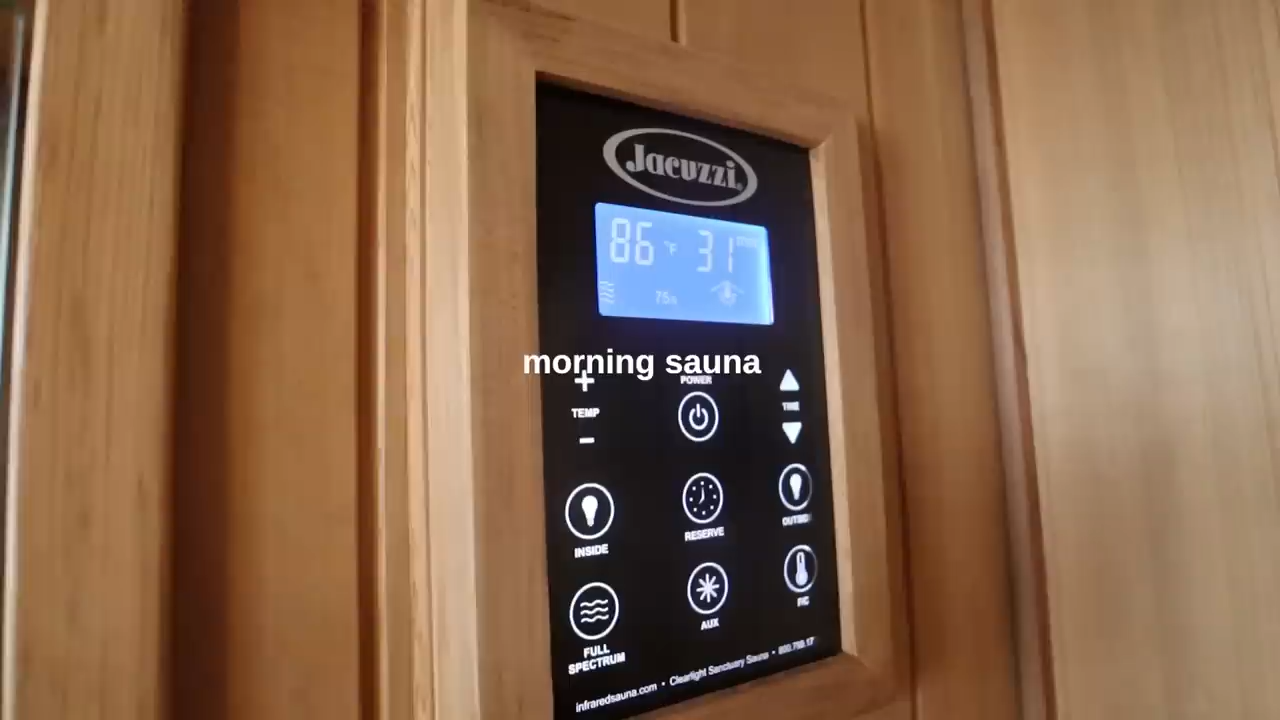 Jacuzzi
86 °F 31 min
75%
morning sauna
+ POWER
TEMP TIME
-
INSIDE RESERVE OUTSIDE
FULL SPECTRUM AUX F/C
infraredsauna.com • Clearlight Sanctuary Sauna •